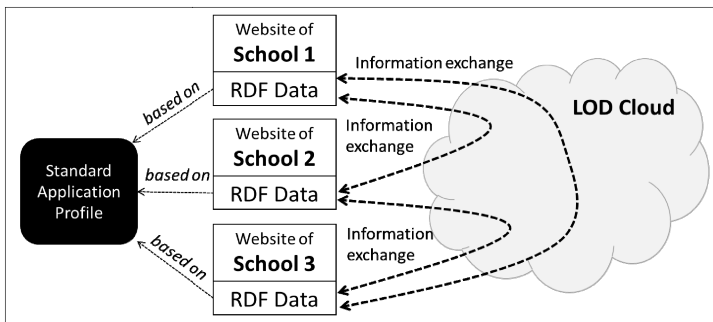 Website of
School 1
RDF Data
Information exchange
LOD Cloud
based on
Standard
Application
Profile
Website of
School 2
RDF Data
Information
exchange
based on
Website of
School 3
RDF Data
Information
exchange
based on